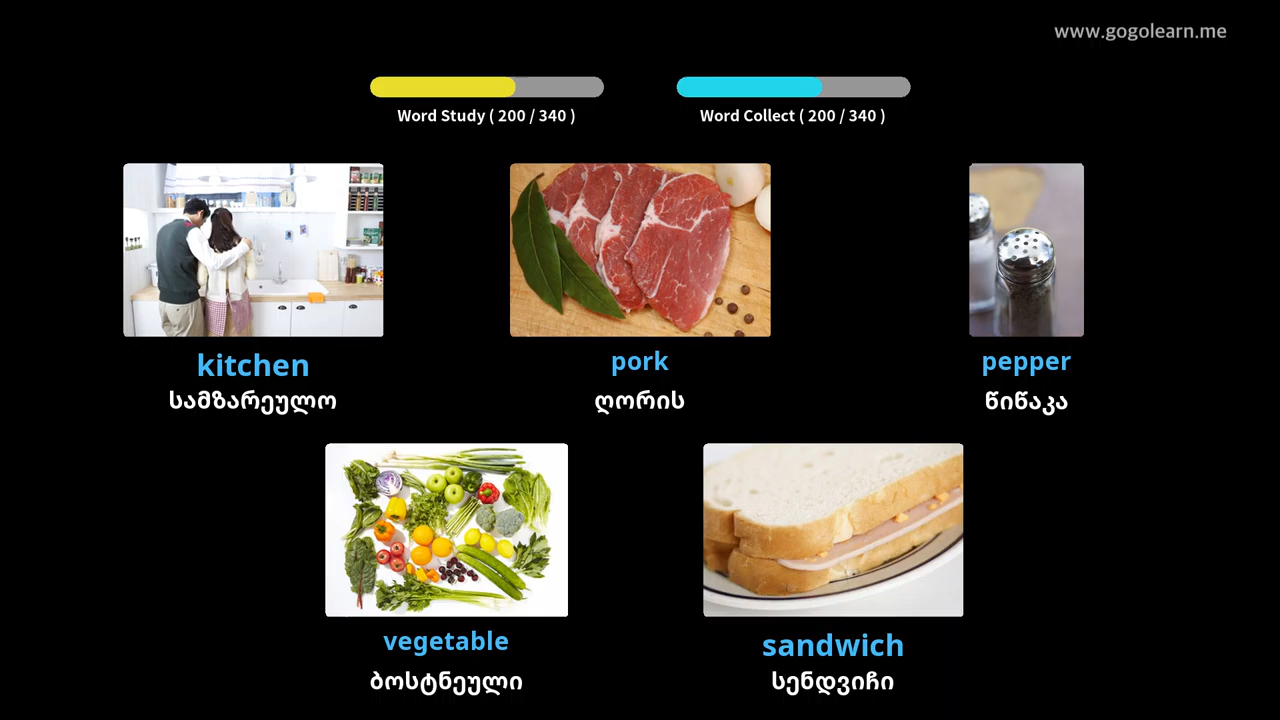 www.gogolearn.me
Word Study ( 200 / 340 )
Word Collect ( 200 / 340 )
kitchen
სამზარეულო
pork
ღორის
pepper
წიწაკა
vegetable
ბოსტნეული
sandwich
სენდვიჩი